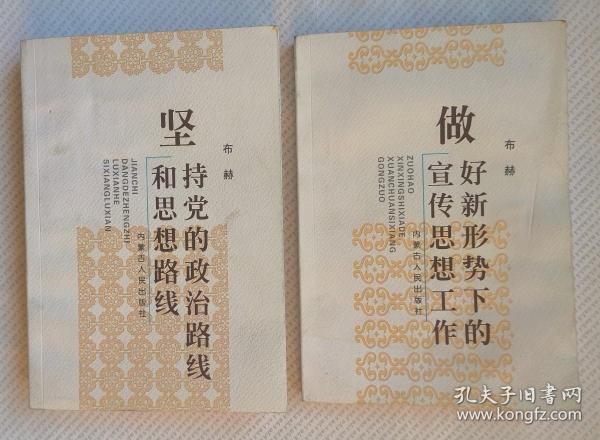 布赫
坚
持党的政治路线
和思想路线
JIANCHI
DANGDEZHENGZHI
LUXIANHE
SIXIANGLUXIAN
内蒙古人民出版社
布赫
做
好新形势下的
宣传思想工作
ZUOHAO
XINXINGSHIXIADE
XUANCHUANSIXIANG
GONGZUO
内蒙古人民出版社
孔夫子旧书网
www.kongfz.com